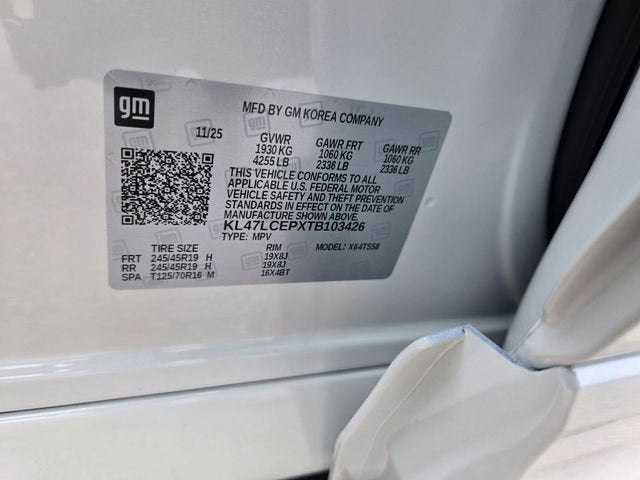 gm
MFD BY GM KOREA COMPANY
11/25 GVWR GAWR FRT GAWR RR
1930 KG 1060 KG 1060 KG
4255 LB 2336 LB 2336 LB
THIS VEHICLE CONFORMS TO ALL
APPLICABLE U.S. FEDERAL MOTOR
VEHICLE SAFETY AND THEFT PREVENTION
STANDARDS IN EFFECT ON THE DATE OF
MANUFACTURE SHOWN ABOVE.
KL47LCEPXTB103426
TYPE: MPV MODEL: X64TS58
TIRE SIZE RIM
FRT 245/45R19 H 19X8J
RR 245/45R19 H 19X8J
SPA T125/70R16 M 16X4BT